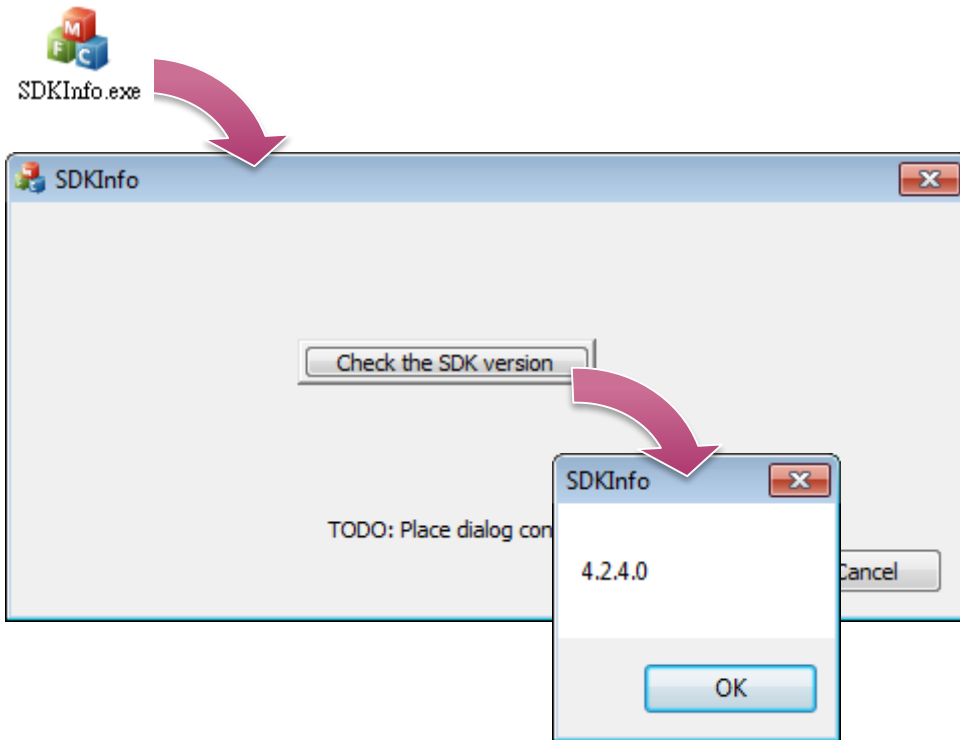 M
F C
SDKInfo.exe
SDKInfo
Check the SDK version
SDKInfo
TODO: Place dialog con
4.2.4.0
Cancel
OK